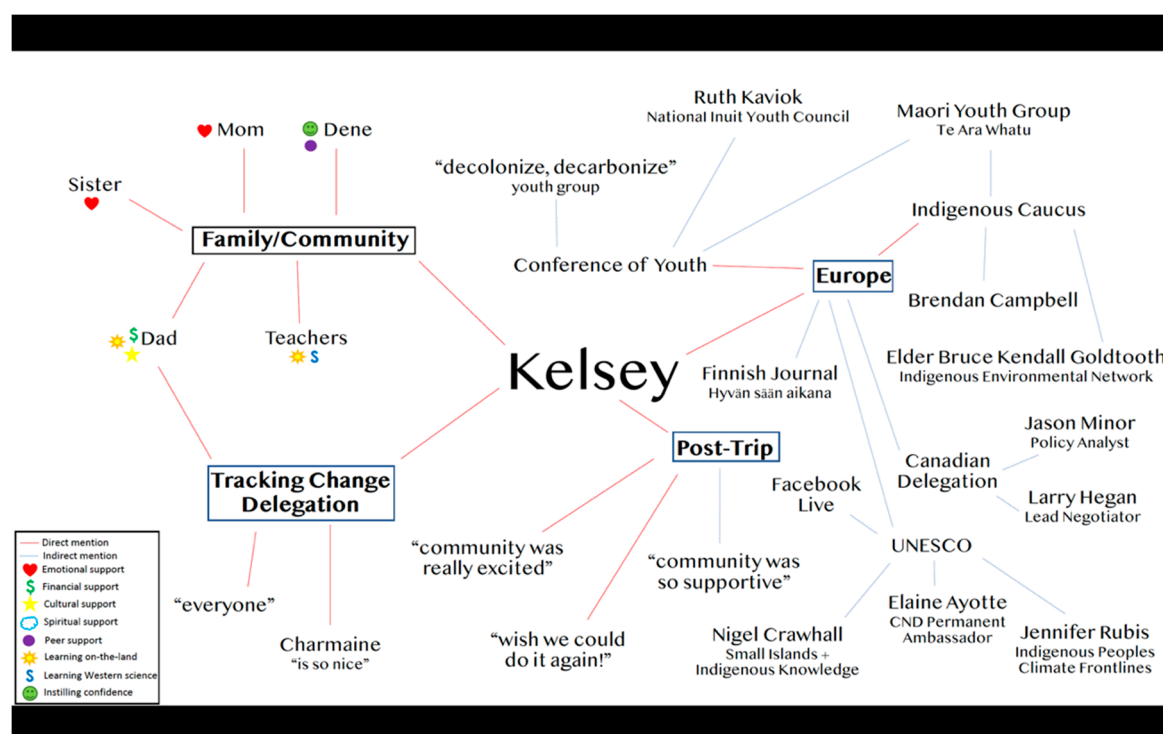 Ruth Kaviok
National Inuit Youth Council
Maori Youth Group
Te Ara Whatu
Mom
Dene
"decolonize, decarbonize"
youth group
Sister
Indigenous Caucus
Family/Community
Conference of Youth
Europe
Brendan Campbell
Dad
$
Teachers
S
Kelsey
Finnish Journal
Hyvän sään aikana
Elder Bruce Kendall Goldtooth
Indigenous Environmental Network
Jason Minor
Policy Analyst
Post-Trip
Canadian
Delegation
Tracking Change
Delegation
Facebook
Live
Larry Hegan
Lead Negotiator
"community was
really excited"
"community was
so supportive"
UNESCO
"everyone"
Charmaine
"is so nice"
"wish we could
do it again!"
Nigel Crawhall
Small Islands +
Indigenous Knowledge
Elaine Ayotte
CND Permanent
Ambassador
Jennifer Rubis
Indigenous Peoples
Climate Frontlines
Direct mention
Indirect mention
Emotional support
$ Financial support
Cultural support
Spiritual support
Peer support
Learning on-the-land
S Learning Western science
Instilling confidence